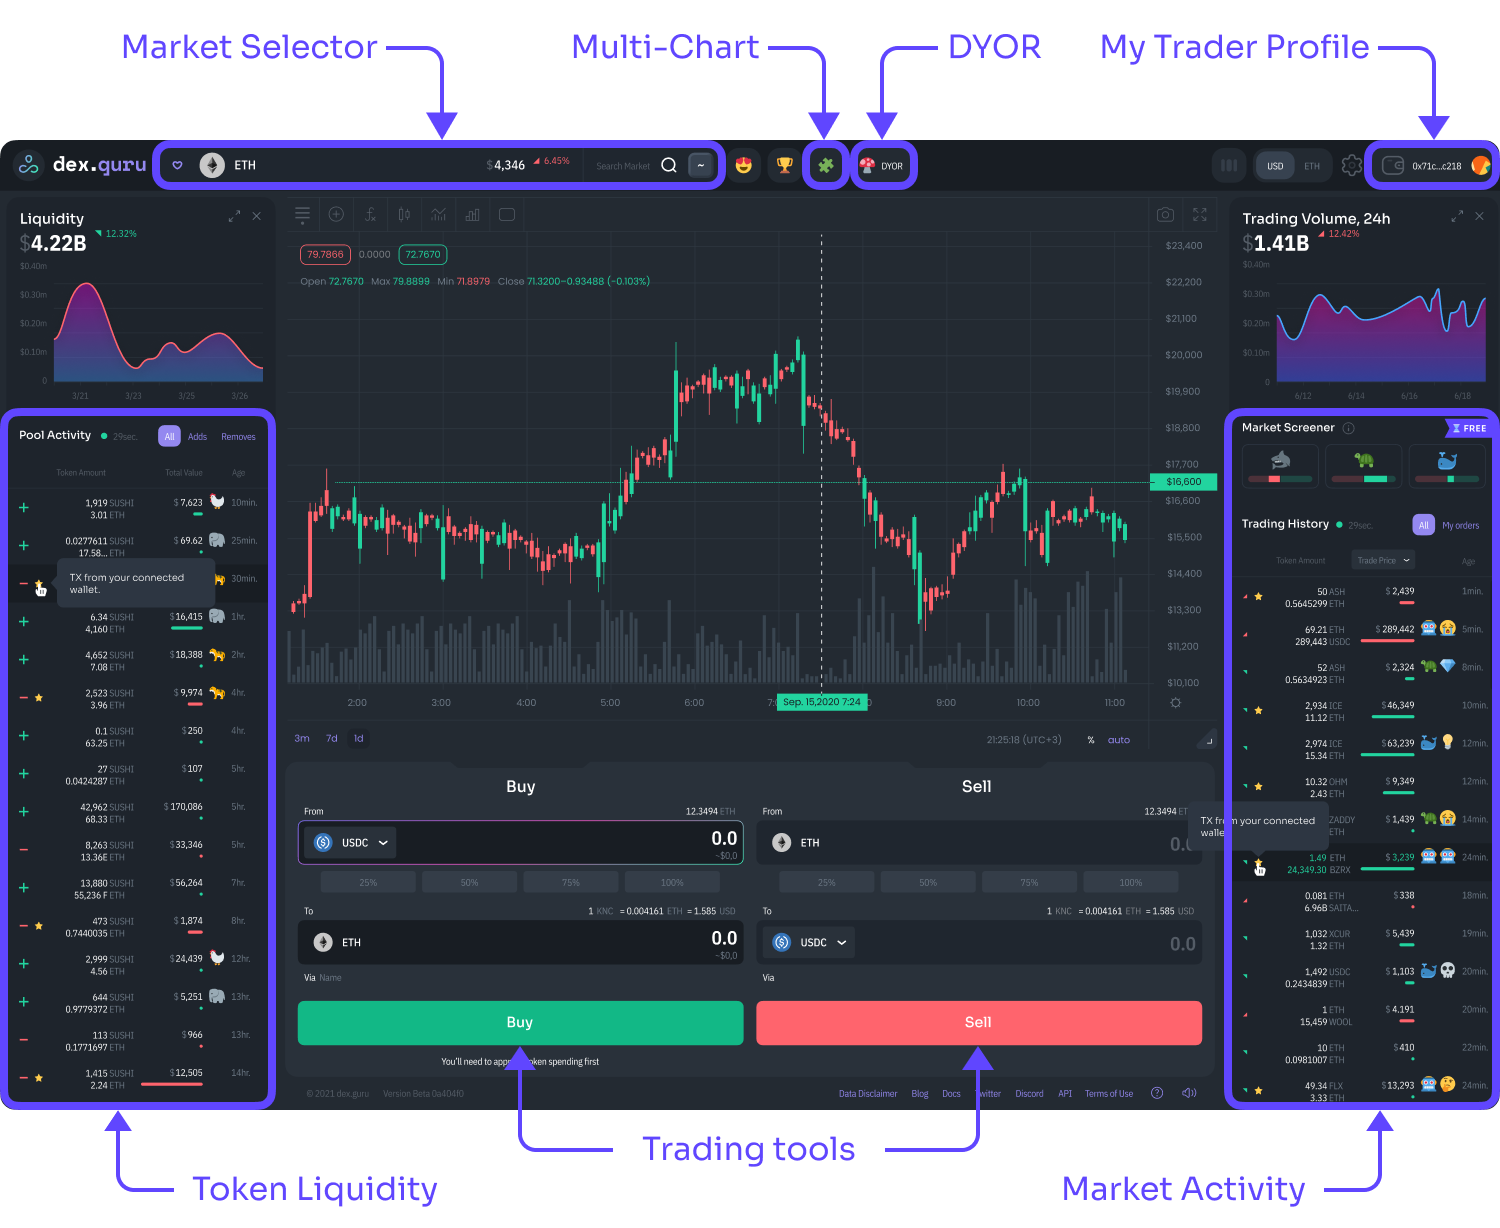 Market Selector
Multi-Chart
DYOR
My Trader Profile
dex.guru
ETH
$4,346
6.45%
Search Market
~
DYOR
USD
ETH
0x71c...c218
Liquidity
$4.22B
12.32%
$0.40m
$0.30m
$0.20m
$0.10m
0
3/21
3/23
3/25
3/26
79.7866
0.0000
72.7670
Open 72.7670 Max 79.8899 Min 71.8979 Close 71.3200–0.93488 (−0.103%)
$23,400
$22,200
$21,100
$20,000
$19,900
$18,800
$17,700
$16,600
$16,600
$15,500
$14,400
$13,300
$11,200
$10,100
2:00
3:00
4:00
5:00
6:00
Sep. 15,2020 7:24
9:00
10:00
11:00
3m
7d
1d
21:25:18 (UTC+3)
%
auto
Trading Volume, 24h
$1.41B
12.42%
$0.40m
$0.30m
$0.20m
$0.10m
0
6/12
6/14
6/16
6/18
Pool Activity
29sec.
All
Adds
Removes
Token Amount
Total Value
Age
1,919 SUSHI
3.01 ETH
$7,623
10min.
0.0277611 SUSHI
17.58... ETH
$69.62
25min.
TX from your connected
wallet.
30min.
6.34 SUSHI
4,160 ETH
$16,415
1hr.
4,652 SUSHI
7.08 ETH
$18,388
2hr.
2,523 SUSHI
3.96 ETH
$9,974
4hr.
0.1 SUSHI
63.25 ETH
$250
4hr.
27 SUSHI
0.0424287 ETH
$107
5hr.
42,962 SUSHI
68.33 ETH
$170,086
5hr.
8,263 SUSHI
13.36E ETH
$33,346
5hr.
13,880 SUSHI
55,236 F ETH
$56,264
7hr.
473 SUSHI
0.7440035 ETH
$1,874
8hr.
2,999 SUSHI
4.56 ETH
$24,439
12hr.
644 SUSHI
0.9779372 ETH
$5,251
13hr.
113 SUSHI
0.1771697 ETH
$966
13hr.
1,415 SUSHI
2.24 ETH
$12,505
14hr.
Buy
From
12.3494 ETH
USDC
0.0
~$0,0
25%
50%
75%
100%
To
1 KNC = 0.004161 ETH = 1.585 USD
ETH
0.0
~$0,0
Via Name
Buy
You'll need to app oken spending first
Sell
From
12.3494 ET
ETH
0.0
25%
50%
75%
100%
To
1 KNC = 0.004161 ETH = 1.585 USD
USDC
0.0
Via
Sell
© 2021 dex.guru
Version Beta 0a404f0
Data Disclaimer
Blog
Docs
witter
Discord
API
Terms of Use
Market Screener
FREE
Trading History
29sec.
All
My orders
Token Amount
Trade Price
Age
50 ASH
0.5645299 ETH
$2,439
1min.
69.21 ETH
289,443 USDC
$289,442
5min.
52 ASH
0.5634923 ETH
$2,324
8min.
2,934 ICE
11.12 ETH
$46,349
10min.
2,974 ICE
15.34 ETH
$63,239
12min.
10.32 OHM
2.43 ETH
$9,349
12min.
TX from your connected
walle
ZADDY
ETH
$1,439
14min.
1.49 ETH
24,349.30 BZRX
$3,239
24min.
0.081 ETH
6.96B SAITA...
$338
18min.
1,032 XCUR
1.32 ETH
$5,439
19min.
1,492 USDC
0.2434839 ETH
$1,103
20min.
1 ETH
15,459 WOOL
$4.191
20min.
10 ETH
0.0981007 ETH
$410
22min.
49.34 FLX
3.33 ETH
$13,293
24min.
Trading tools
Token Liquidity
Market Activity